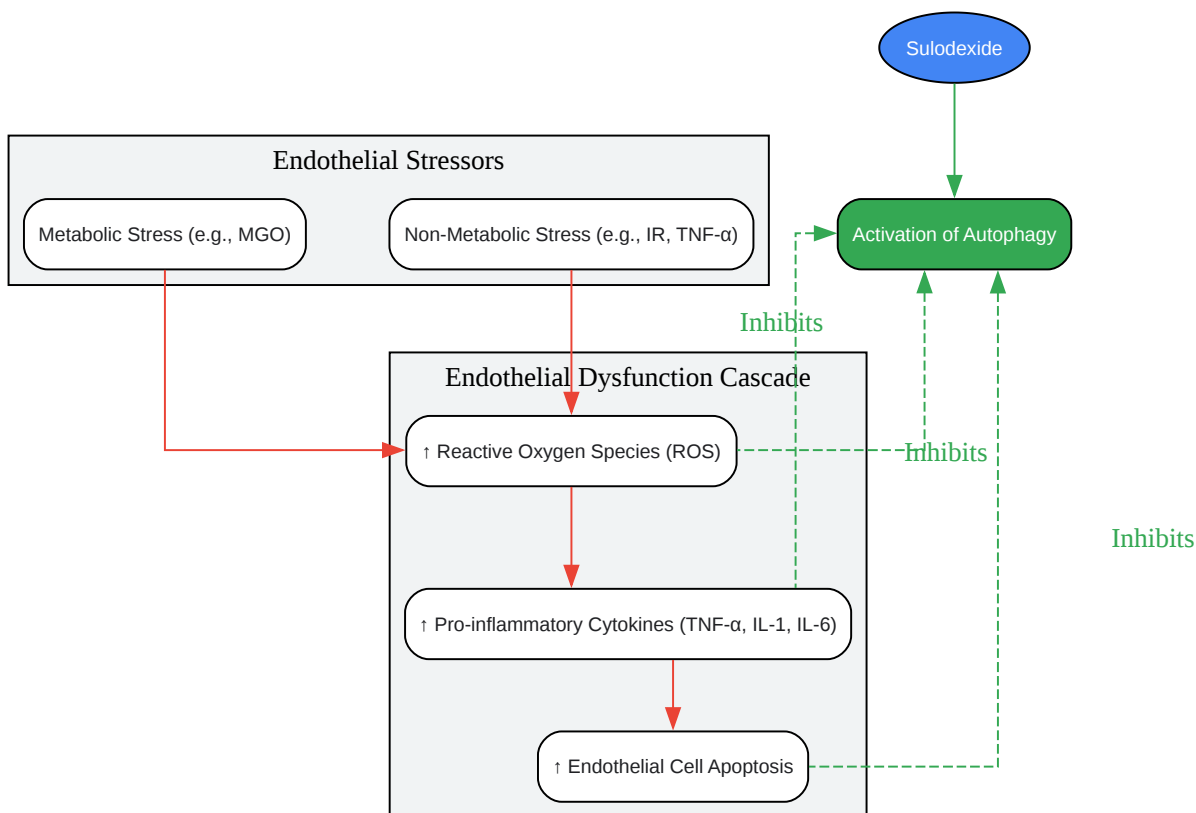 Sulodexide
Endothelial Stressors
Metabolic Stress (e.g., MGO)
Non-Metabolic Stress (e.g., IR, TNF-α)
Activation of Autophagy
Inhibits
Endothelial Dysfunction Cascade
↑ Reactive Oxygen Species (ROS)
Inhibits
Inhibits
↑ Pro-inflammatory Cytokines (TNF-α, IL-1, IL-6)
↑ Endothelial Cell Apoptosis